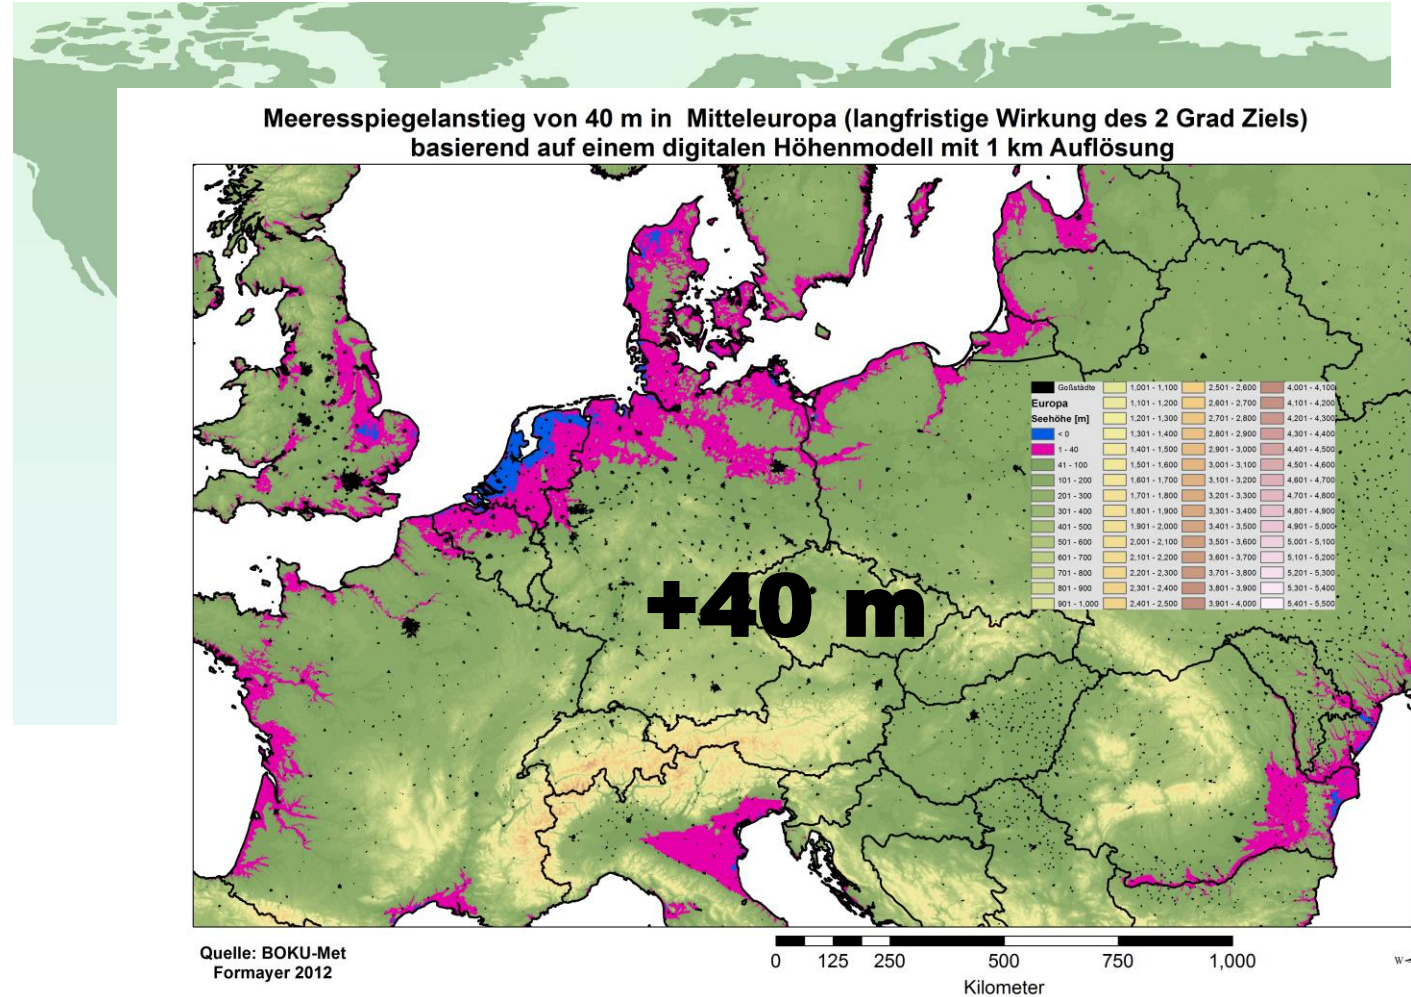 Meeresspiegelanstieg von 40 m in Mitteleuropa (langfristige Wirkung des 2 Grad Ziels)
basierend auf einem digitalen Höhenmodell mit 1 km Auflösung
Goßstädte
Europa
Seehöhe [m]
< 0
1 - 40
41 - 100
101 - 200
201 - 300
301 - 400
401 - 500
501 - 600
601 - 700
701 - 800
801 - 900
901 - 1,000
1,001 - 1,100
1,101 - 1,200
1,201 - 1,300
1,301 - 1,400
1,401 - 1,500
1,501 - 1,600
1,601 - 1,700
1,701 - 1,800
1,801 - 1,900
1,901 - 2,000
2,001 - 2,100
2,101 - 2,200
2,201 - 2,300
2,301 - 2,400
2,401 - 2,500
2,501 - 2,600
2,601 - 2,700
2,701 - 2,800
2,801 - 2,900
2,901 - 3,000
3,001 - 3,100
3,101 - 3,200
3,201 - 3,300
3,301 - 3,400
3,401 - 3,500
3,501 - 3,600
3,601 - 3,700
3,701 - 3,800
3,801 - 3,900
3,901 - 4,000
4,001 - 4,100
4,101 - 4,200
4,201 - 4,300
4,301 - 4,400
4,401 - 4,500
4,501 - 4,600
4,601 - 4,700
4,701 - 4,800
4,801 - 4,900
4,901 - 5,000
5,001 - 5,100
5,101 - 5,200
5,201 - 5,300
5,301 - 5,400
5,401 - 5,500
+40 m
Quelle: BOKU-Met
Formayer 2012
0 125 250 500 750 1,000
Kilometer
W